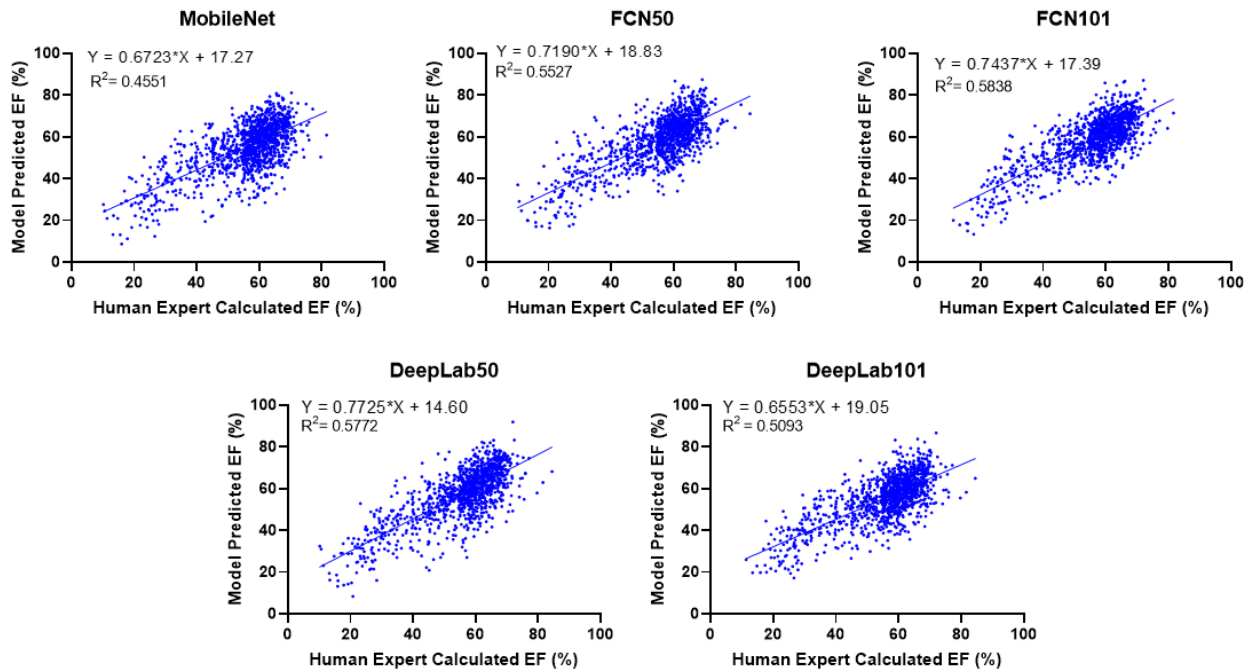 MobileNet
Y = 0.6723*X + 17.27
R²= 0.4551
Model Predicted EF (%)
100
80
60
40
20
0
0 20 40 60 80 100
Human Expert Calculated EF (%)
FCN50
Y = 0.7190*X + 18.83
R²= 0.5527
Model Predicted EF (%)
100
80
60
40
20
0
0 20 40 60 80 100
Human Expert Calculated EF (%)
FCN101
Y = 0.7437*X + 17.39
R²= 0.5838
Model Predicted EF (%)
100
80
60
40
20
0
0 20 40 60 80 100
Human Expert Calculated EF (%)
DeepLab50
Y = 0.7725*X + 14.60
R²= 0.5772
Model Predicted EF (%)
100
80
60
40
20
0
0 20 40 60 80 100
Human Expert Calculated EF (%)
DeepLab101
Y = 0.6553*X + 19.05
R² = 0.5093
Model Predicted EF (%)
100
80
60
40
20
0
0 20 40 60 80 100
Human Expert Calculated EF (%)